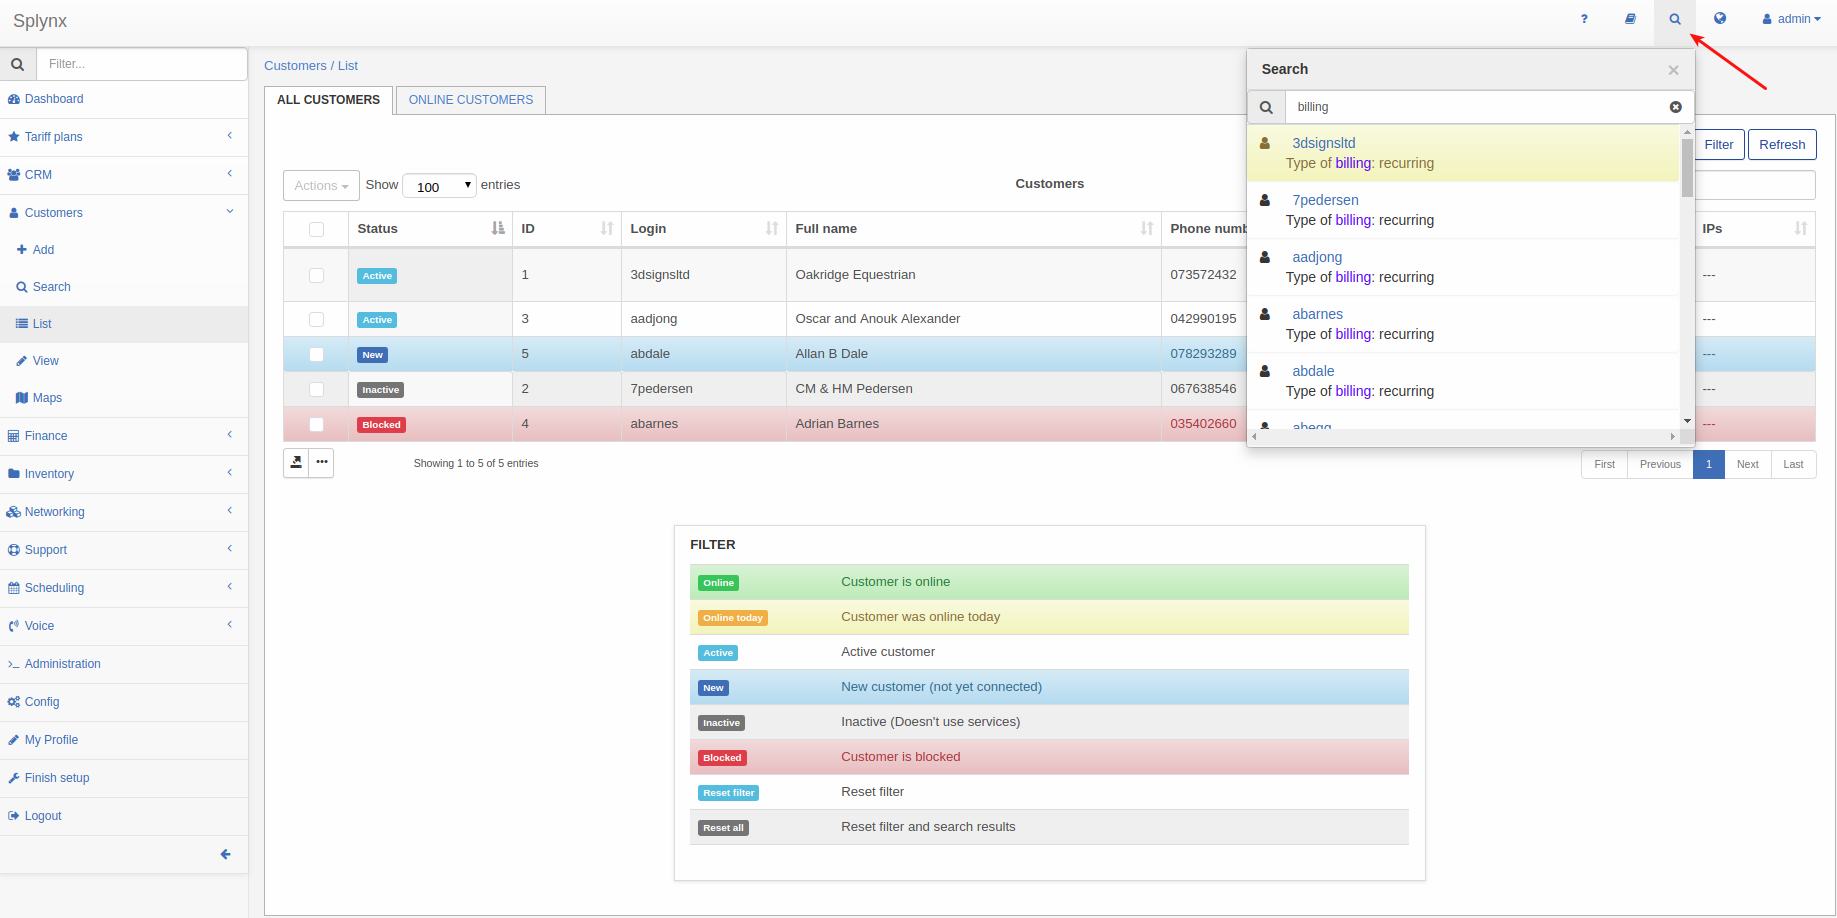 Splynx
?
admin
Filter...
Dashboard
Tariff plans
CRM
Customers
Add
Search
List
View
Maps
Finance
Inventory
Networking
Support
Scheduling
Voice
Administration
Config
My Profile
Finish setup
Logout
Customers / List
ALL CUSTOMERS
ONLINE CUSTOMERS
Search
×
billing
3dsignsltd
Type of billing: recurring
7pedersen
Type of billing: recurring
aadjong
Type of billing: recurring
abarnes
Type of billing: recurring
abdale
Type of billing: recurring
abegg
Filter
Refresh
Actions
Show 100 entries
Customers
Status ID Login Full name Phone numb IPs
Active 1 3dsignsltd Oakridge Equestrian 073572432 ---
Active 3 aadjong Oscar and Anouk Alexander 042990195 ---
New 5 abdale Allan B Dale 078293289 ---
Inactive 2 7pedersen CM & HM Pedersen 067638546 ---
Blocked 4 abarnes Adrian Barnes 035402660 ---
Showing 1 to 5 of 5 entries
First Previous 1 Next Last
FILTER
Online Customer is online
Online today Customer was online today
Active Active customer
New New customer (not yet connected)
Inactive Inactive (Doesn't use services)
Blocked Customer is blocked
Reset filter Reset filter
Reset all Reset filter and search results